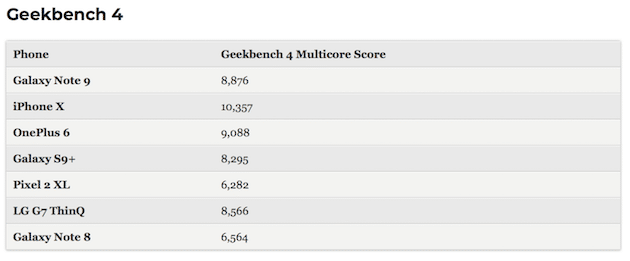 Geekbench 4
Phone Geekbench 4 Multicore Score
Galaxy Note 9 8,876
iPhone X 10,357
OnePlus 6 9,088
Galaxy S9+ 8,295
Pixel 2 XL 6,282
LG G7 ThinQ 8,566
Galaxy Note 8 6,564